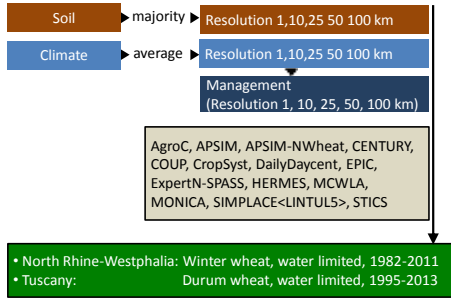 Soil majority Resolution 1,10,25 50 100 km
Climate average Resolution 1,10,25 50 100 km
Management
(Resolution 1, 10, 25, 50, 100 km)
AgroC, APSIM, APSIM-NWheat, CENTURY,
COUP, CropSyst, DailyDaycent, EPIC,
ExpertN-SPASS, HERMES, MCWLA,
MONICA, SIMPLACE<LINTUL5>, STICS
• North Rhine-Westphalia: Winter wheat, water limited, 1982-2011
• Tuscany: Durum wheat, water limited, 1995-2013